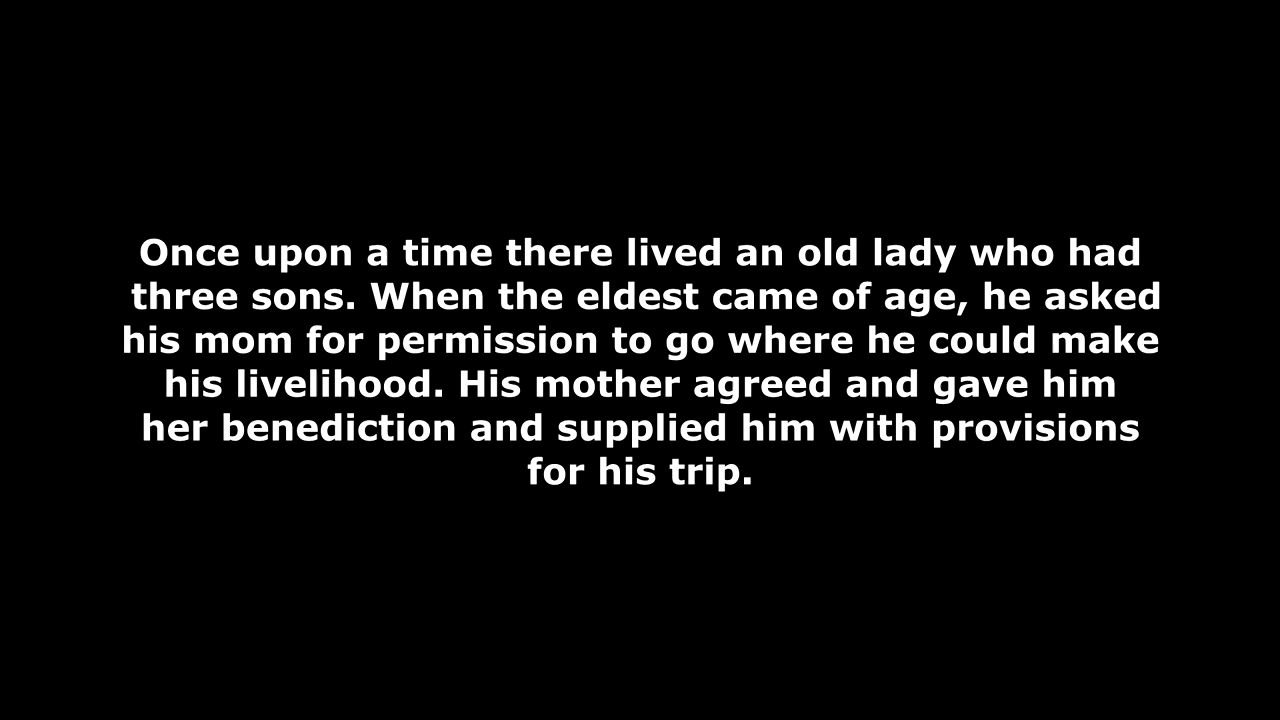 Once upon a time there lived an old lady who had
three sons. When the eldest came of age, he asked
his mom for permission to go where he could make
his livelihood. His mother agreed and gave him
her benediction and supplied him with provisions
for his trip.